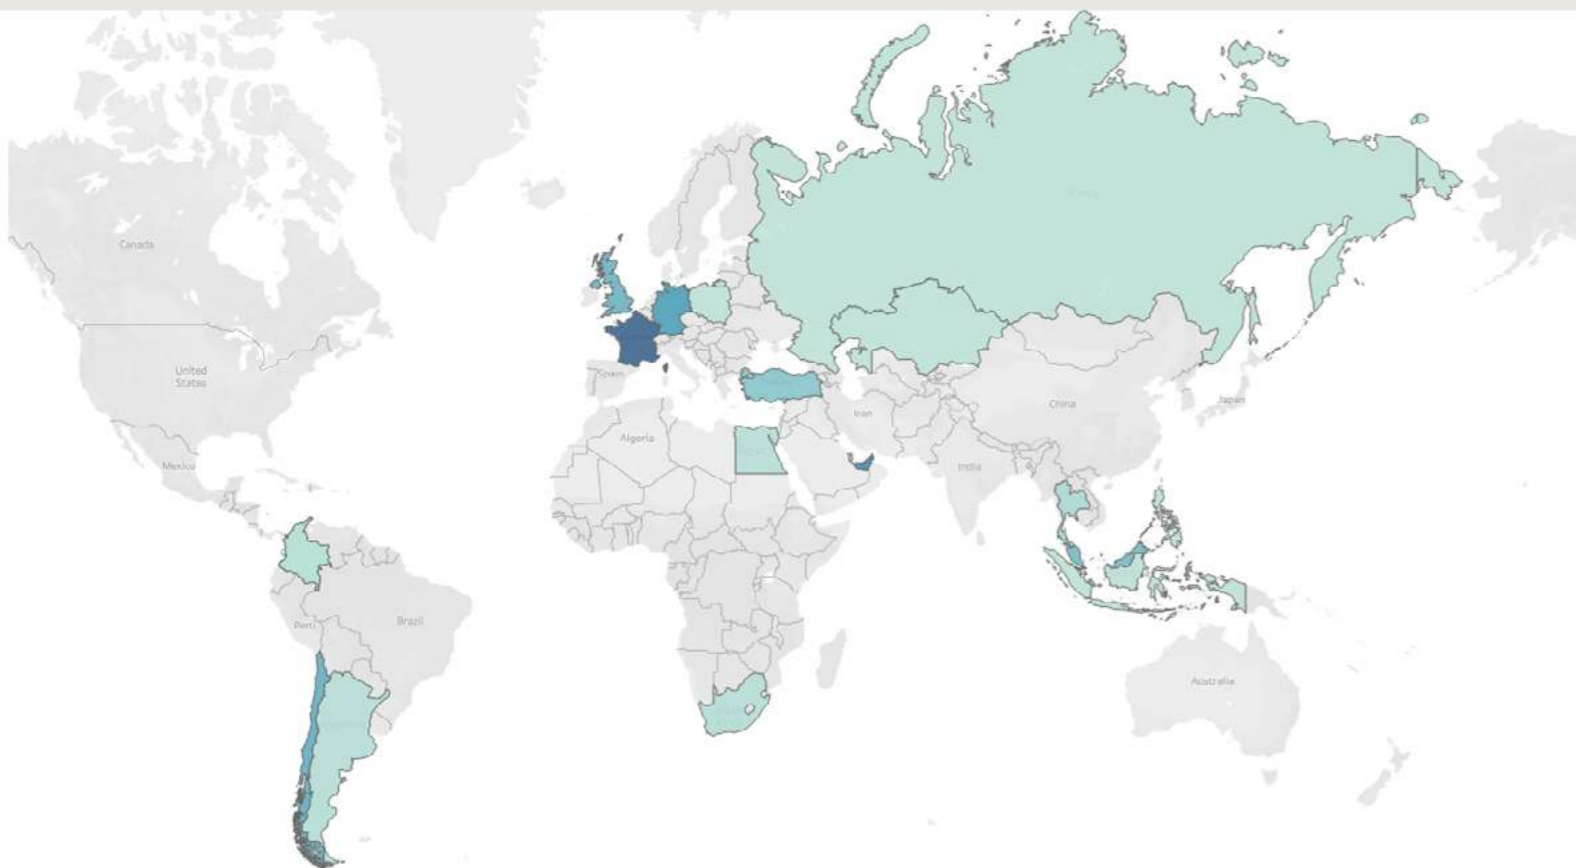 Canada
United
States
Mexico
Peru
Brazil
Spain
Algeria
Iran
India
China
Japan
Australia